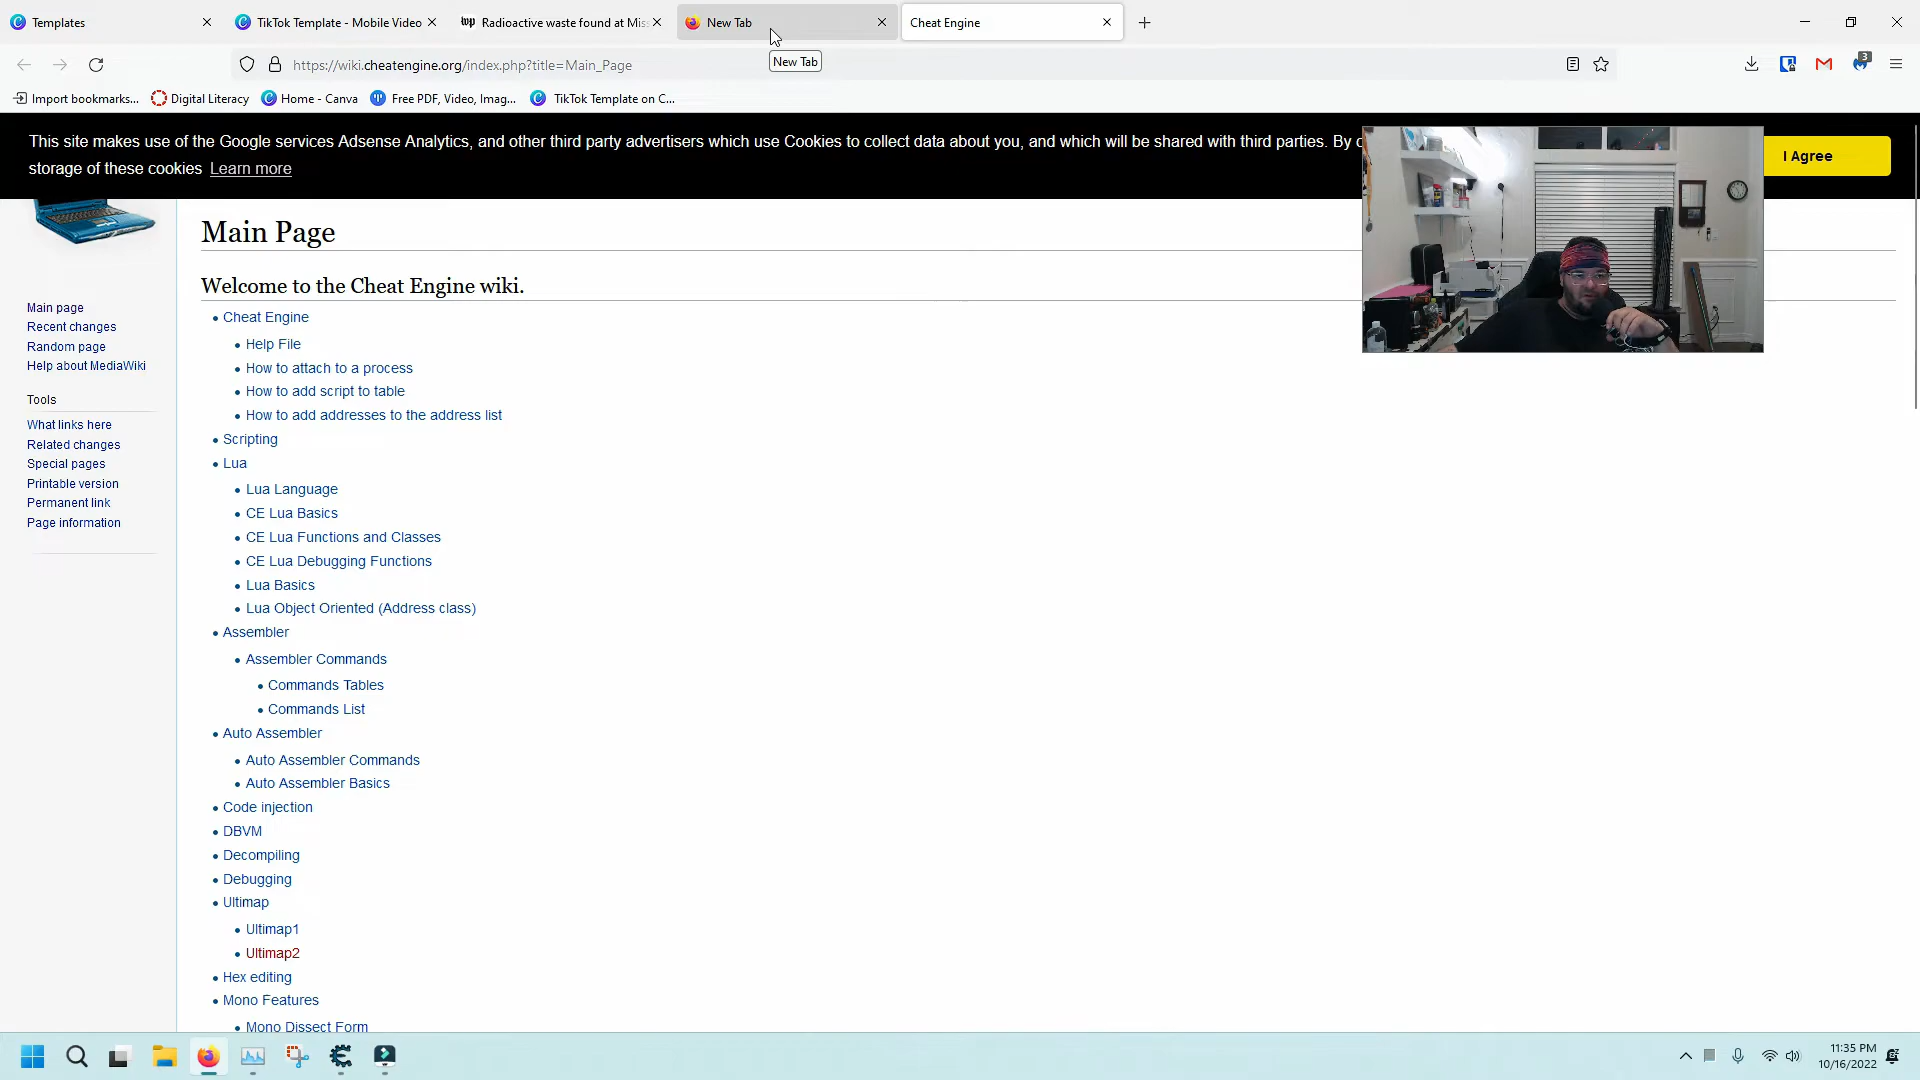 Templates
TikTok Template - Mobile Video
Radioactive waste found at Mis
New Tab
Cheat Engine
https://wiki.cheatengine.org/index.php?title=Main_Page
New Tab
3
Import bookmarks...
Digital Literacy
Home - Canva
Free PDF, Video, Imag...
TikTok Template on C...
This site makes use of the Google services Adsense Analytics, and other third party advertisers which use Cookies to collect data about you, and which will be shared with third parties. By
storage of these cookies Learn more
I Agree
Main Page
Welcome to the Cheat Engine wiki.
Main page
Recent changes
Random page
Help about MediaWiki
Tools
What links here
Related changes
Special pages
Printable version
Permanent link
Page information
Cheat Engine
Help File
How to attach to a process
How to add script to table
How to add addresses to the address list
Scripting
Lua
Lua Language
CE Lua Basics
CE Lua Functions and Classes
CE Lua Debugging Functions
Lua Basics
Lua Object Oriented (Address class)
Assembler
Assembler Commands
Commands Tables
Commands List
Auto Assembler
Auto Assembler Commands
Auto Assembler Basics
Code injection
DBVM
Decompiling
Debugging
Ultimap
Ultimap1
Ultimap2
Hex editing
Mono Features
Mono Dissect Form
11:35 PM
10/16/2022